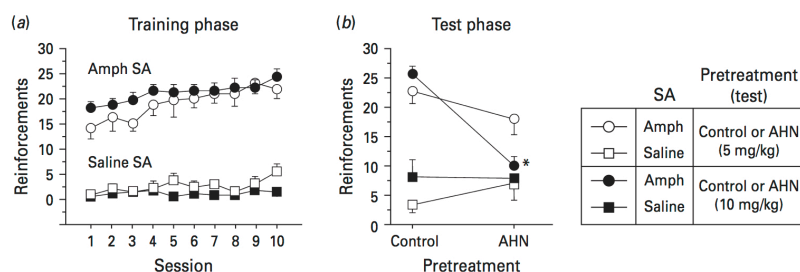 (a) Training phase
Reinforcements
30
25
20
15
10
5
0
Amph SA
Saline SA
1 2 3 4 5 6 7 8 9 10
Session
(b) Test phase
Reinforcements
30
25
20
15
10
5
0
*
Control AHN
Pretreatment
SA
Pretreatment
(test)
Amph
Saline
Control or AHN
(5 mg/kg)
Amph
Saline
Control or AHN
(10 mg/kg)